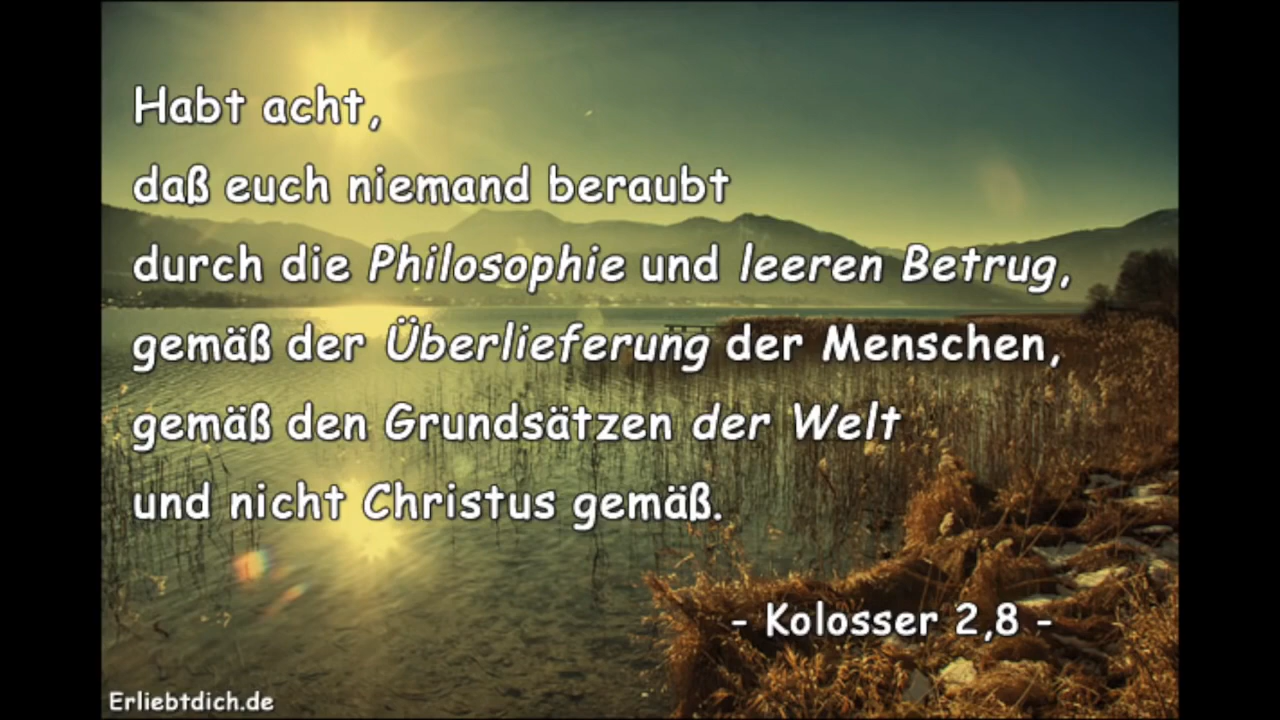 Habt acht,
daß euch niemand beraubt
durch die Philosophie und leeren Betrug,
gemäß der Überlieferung der Menschen,
gemäß den Grundsätzen der Welt
und nicht Christus gemäß.
- Kolosser 2,8 -
Erliebtdich.de